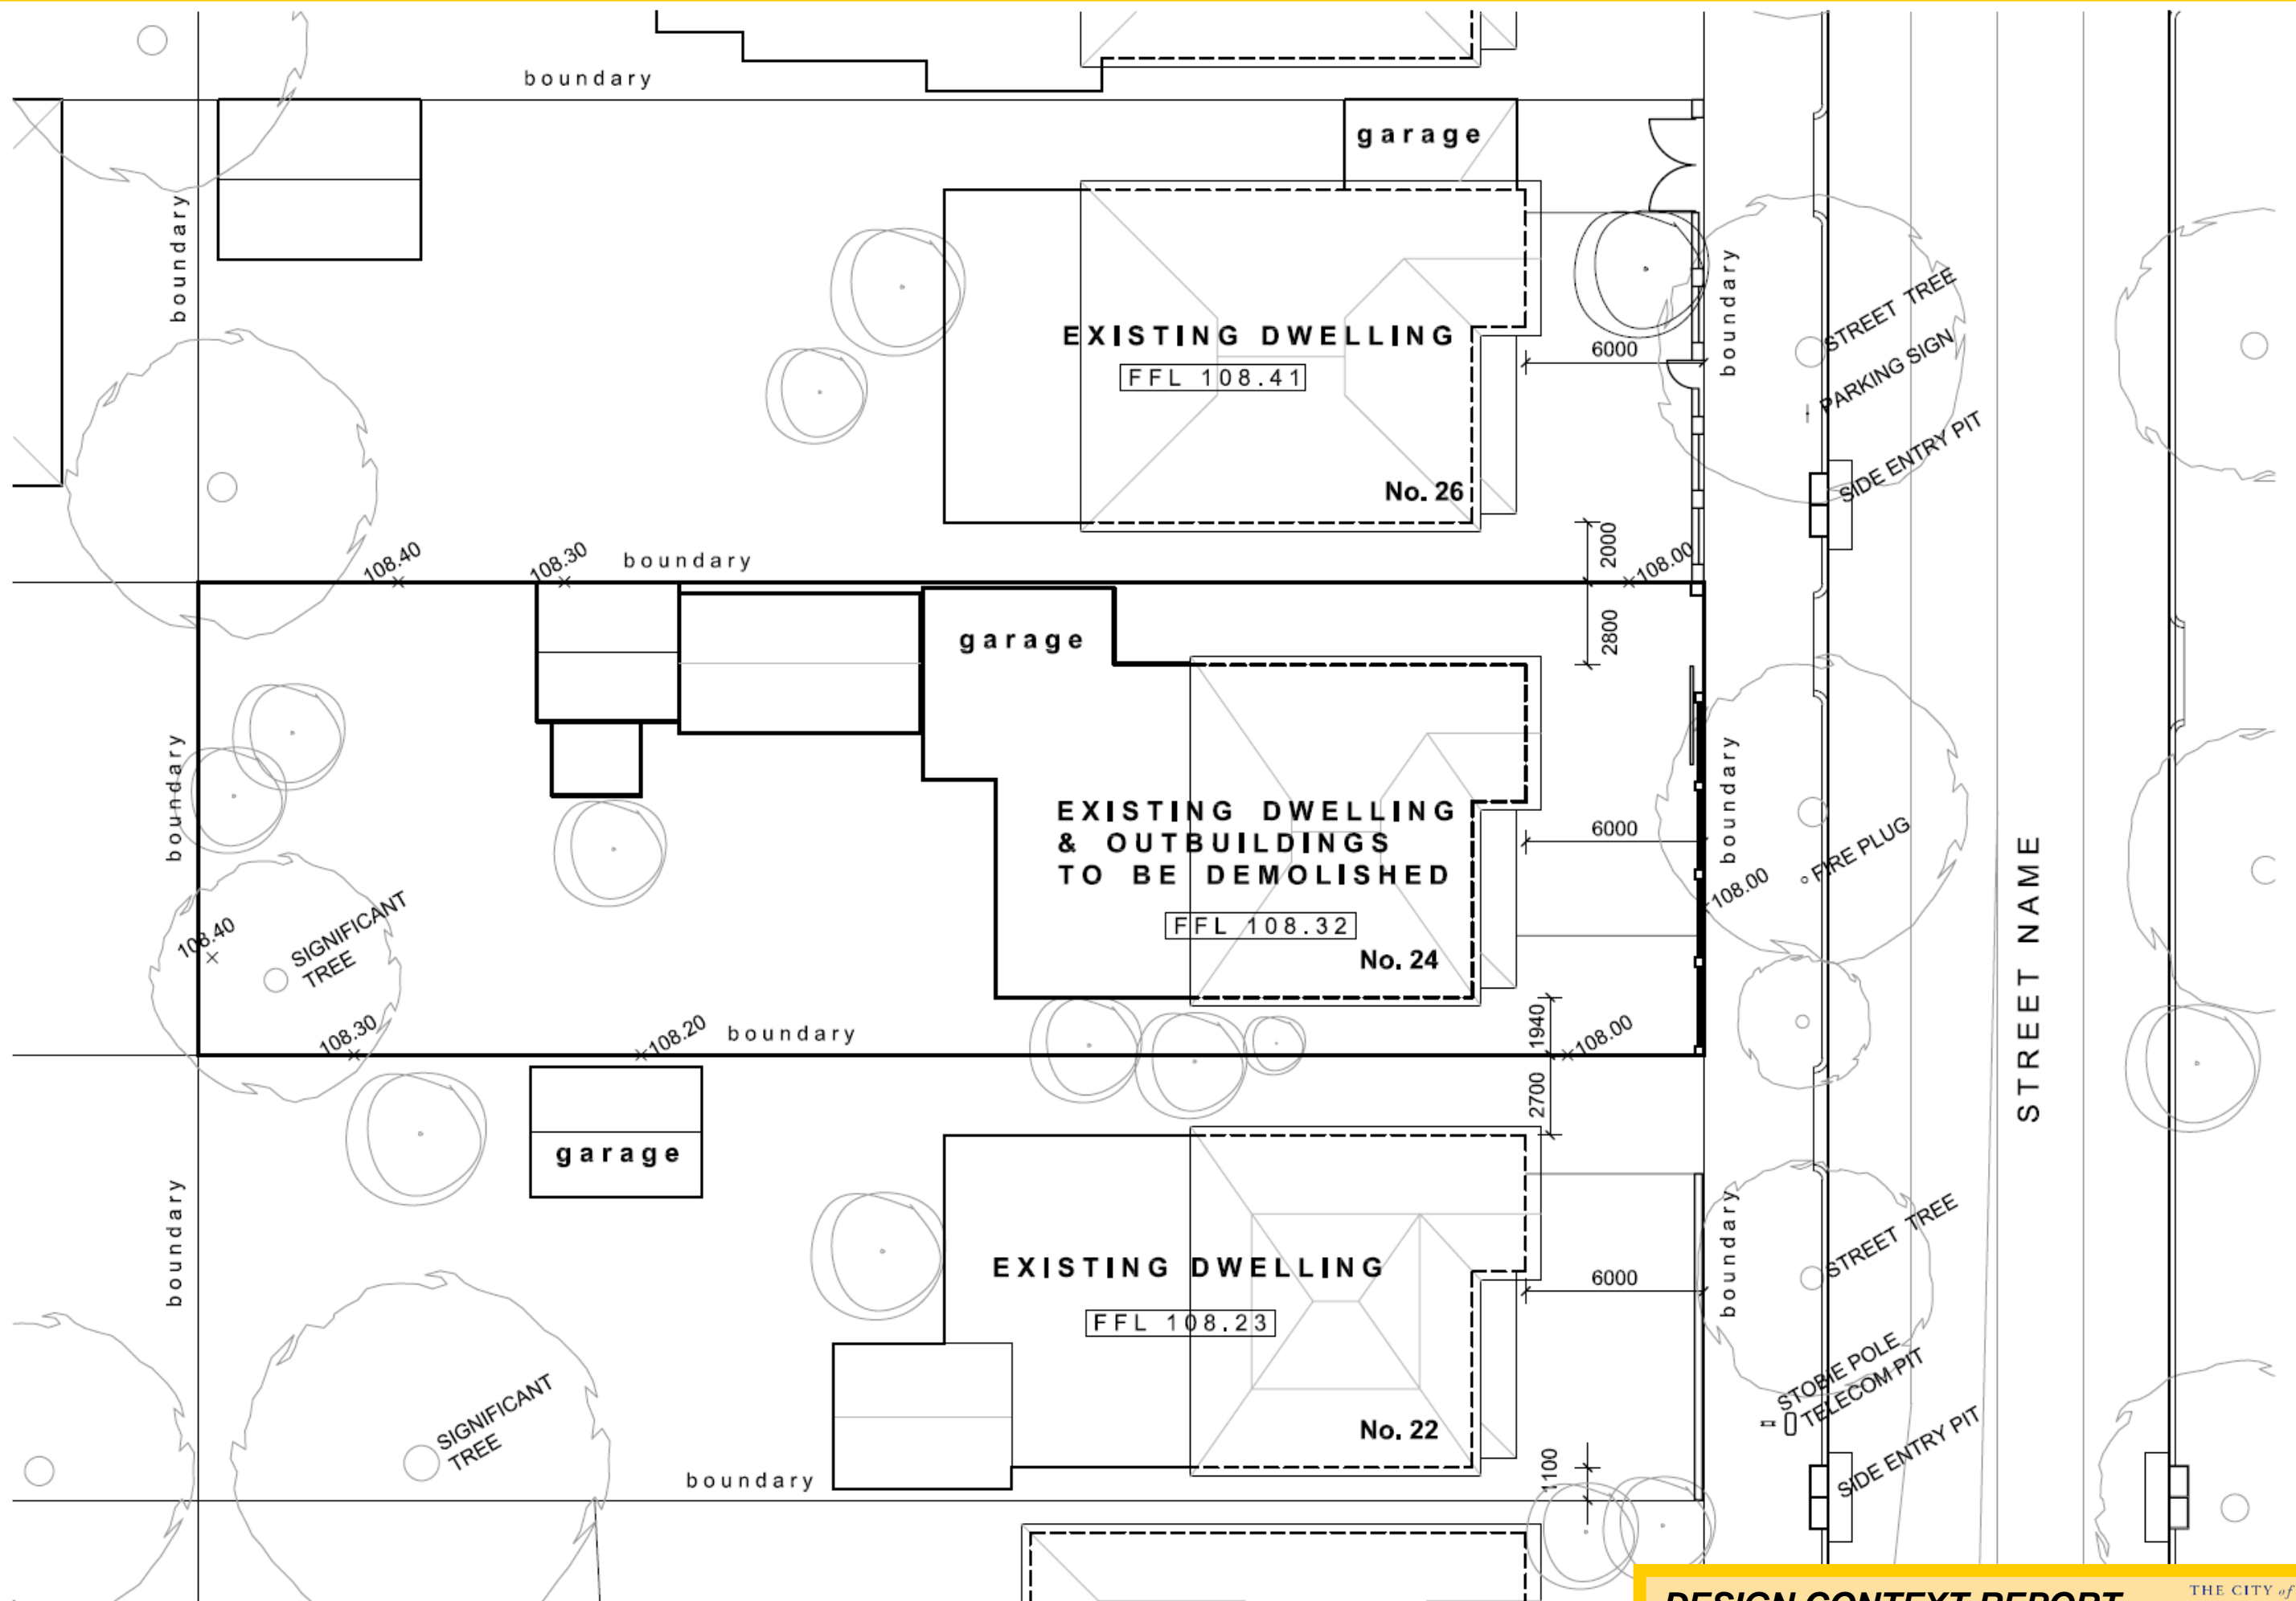 boundary
garage
boundary
boundary
STREET TREE
EXISTING DWELLING
6000
FFL 108.41
PARKING SIGN
No. 26
SIDE ENTRY PIT
2000
108.40
108.30
boundary
108.00
garage
2800
boundary
boundary
EXISTING DWELLING
& OUTBUILDINGS
TO BE DEMOLISHED
6000
FIRE PLUG
108.00
STREET NAME
FFL 108.32
No. 24
108.40
SIGNIFICANT
TREE
108.30
108.20
boundary
1940
108.00
2700
garage
boundary
boundary
STREET TREE
EXISTING DWELLING
6000
FFL 108.23
STOBIE POLE
TELECOM PIT
SIGNIFICANT
TREE
No. 22
SIDE ENTRY PIT
boundary
1100
DESIGN CONTEXT REPORT
THE CITY of